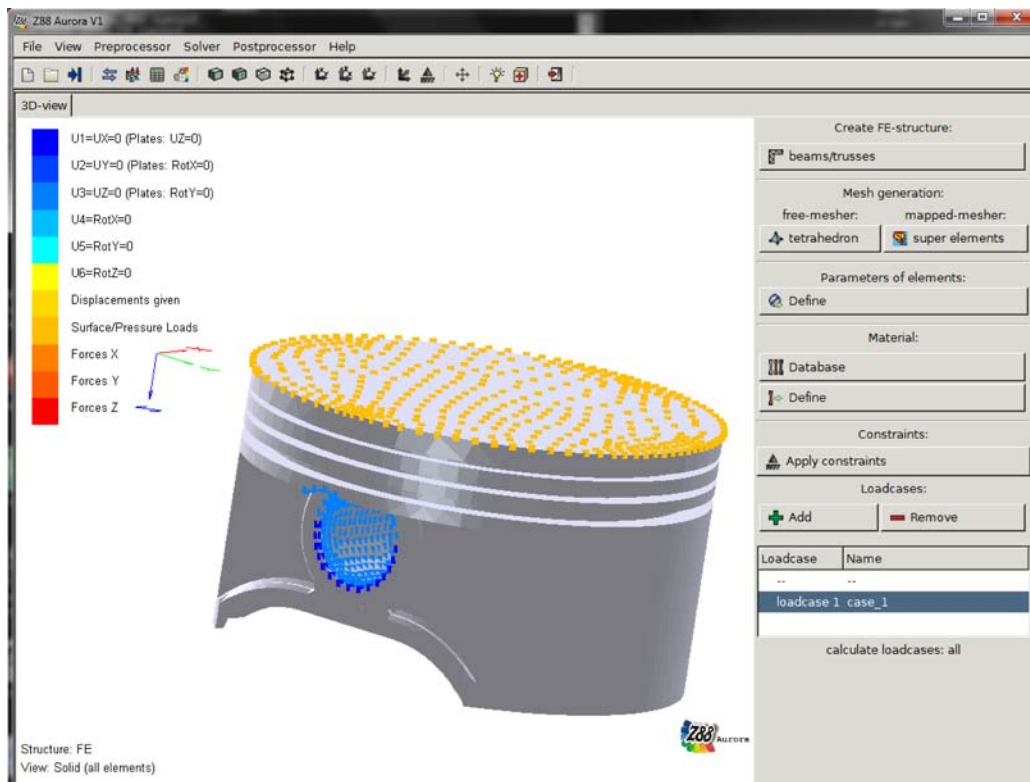 Z88 Aurora V1
File View Preprocessor Solver Postprocessor Help
3D-view
U1=UX=0 (Plates: UZ=0)
U2=UY=0 (Plates: RotX=0)
U3=UZ=0 (Plates: RotY=0)
U4=RotX=0
U5=RotY=0
U6=RotZ=0
Displacements given
Surface/Pressure Loads
Forces X
Forces Y
Forces Z
Structure: FE
View: Solid (all elements)
Z88 Aurora
Create FE-structure:
beams/trusses
Mesh generation:
free-mesher: mapped-mesher:
tetrahedron super elements
Parameters of elements:
Define
Material:
Database
Define
Constraints:
Apply constraints
Loadcases:
Add Remove
Loadcase Name
-- --
loadcase 1 case_1
calculate loadcases: all